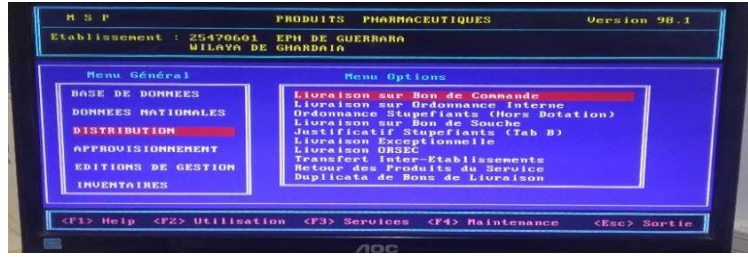 M S P PRODUITS PHARMACEUTIQUES Version 98.1
Etablissement : 25470601 EPH DE GUERRARA
WILAYA DE GHARDAIA
Menu Général
BASE DE DONNEES
DONNEES NATIONALES
DISTRIBUTION
APPROVISIONNEMENT
EDITIONS DE GESTION
INVENTAIRES
Menu Options
Livraison sur Bon de Commande
Livraison sur Ordonnance Interne
Ordonnance Stupefiants (Hors Dotation)
Livraison sur Bon de Souche
Justificatif Stupefiants (Tab B)
Livraison Exceptionnelle
Livraison ORSEC
Transfert Inter-Etablissements
Retour des Produits du Service
Duplicata de Bons de Livraison
<F1> Help <F2> Utilisation <F3> Services <F4> Maintenance <Esc> Sortie
AOC